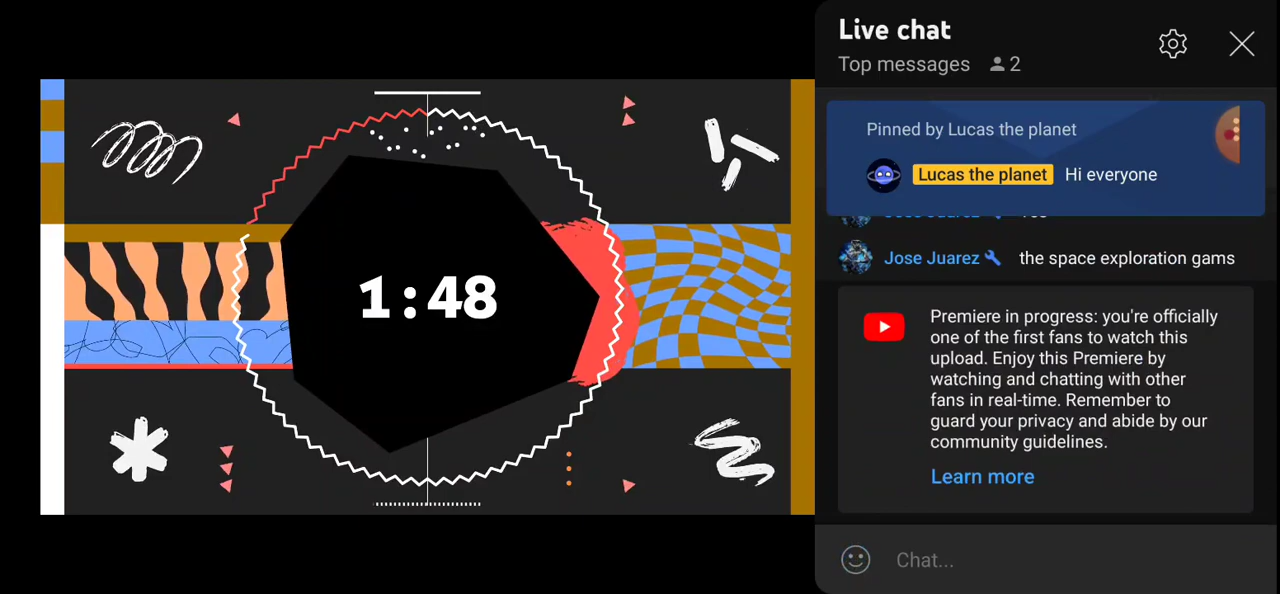 1:48
Live chat
Top messages 2
Pinned by Lucas the planet
Lucas the planet Hi everyone
Jose Juarez the space exploration gams
Premiere in progress: you're officially
one of the first fans to watch this
upload. Enjoy this Premiere by
watching and chatting with other
fans in real-time. Remember to
guard your privacy and abide by our
community guidelines.
Learn more
Chat...